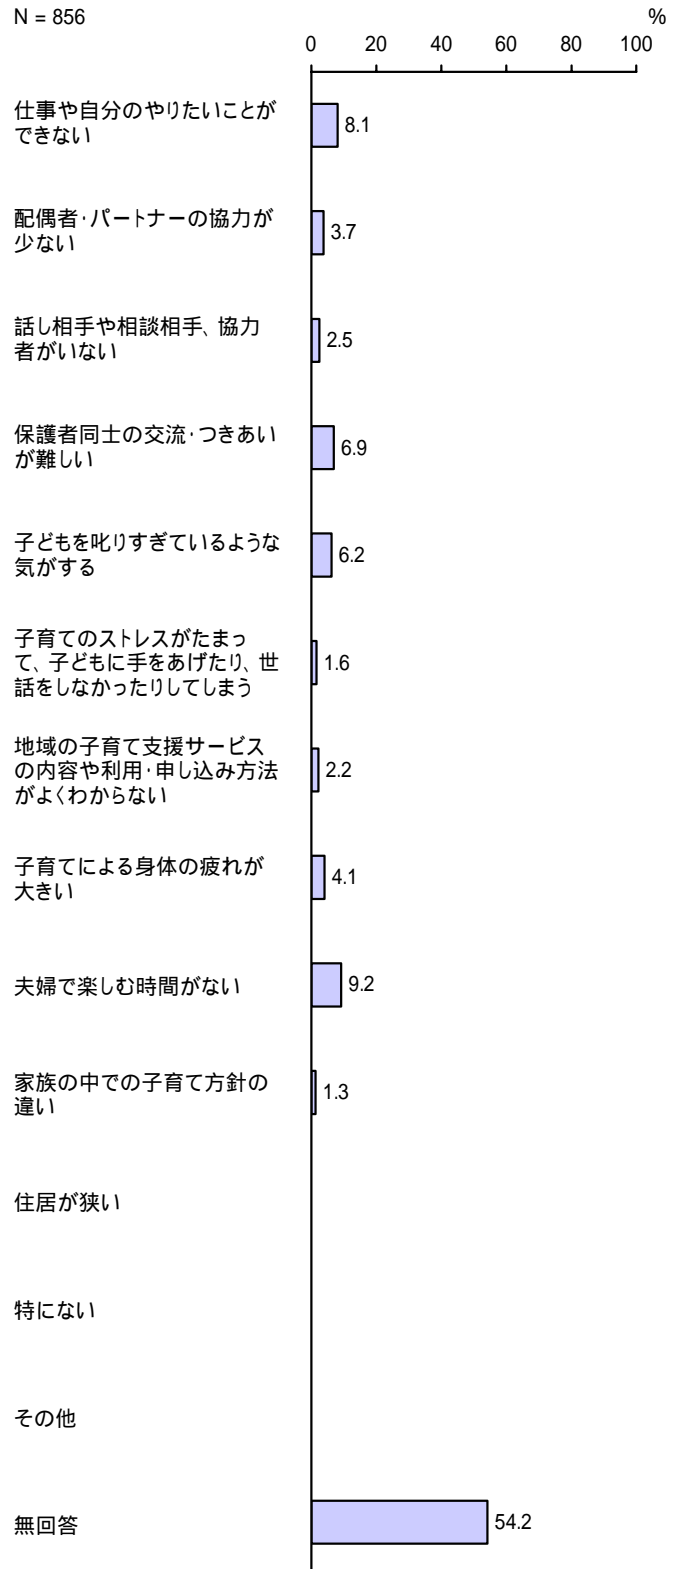 N = 856
%
0 20 40 60 80 100
仕事や自分のやりたいことが
できない
8.1
配偶者･パートナーの協力が
少ない
3.7
話し相手や相談相手、協力
者がいない
2.5
保護者同士の交流･つきあい
が難しい
6.9
子どもを叱りすぎているような
気がする
6.2
子育てのストレスがたまっ
て、子どもに手をあげたり、世
話をしなかったりしてしまう
1.6
地域の子育て支援サービス
の内容や利用･申し込み方法
がよくわからない
2.2
子育てによる身体の疲れが
大きい
4.1
夫婦で楽しむ時間がない
9.2
家族の中での子育て方針の
違い
1.3
住居が狭い
特にない
その他
無回答
54.2